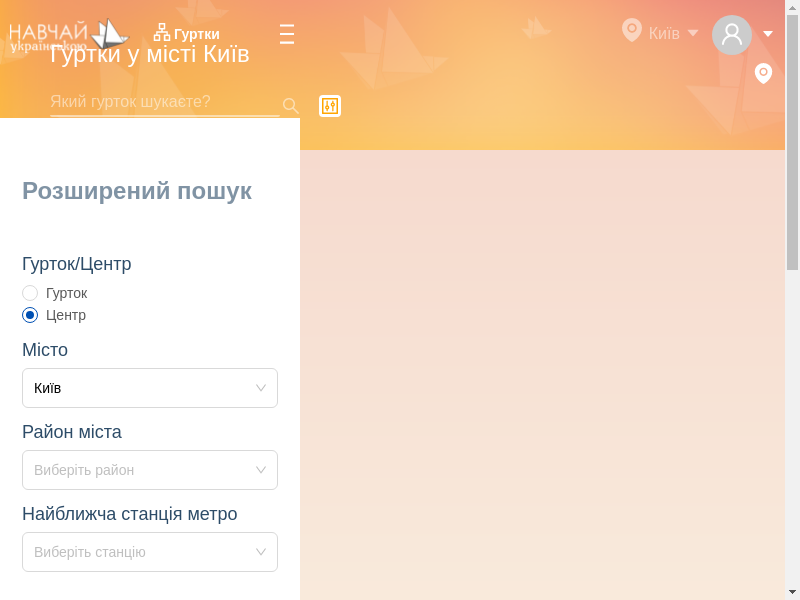 НАВЧАЙ
українською
Гуртки
Київ
Гуртки у місті Київ
Який гурток шукаєте?
Розширений пошук
Гурток/Центр
Гурток
Центр
Місто
Київ
Район міста
Виберіть район
Найближча станція метро
Виберіть станцію